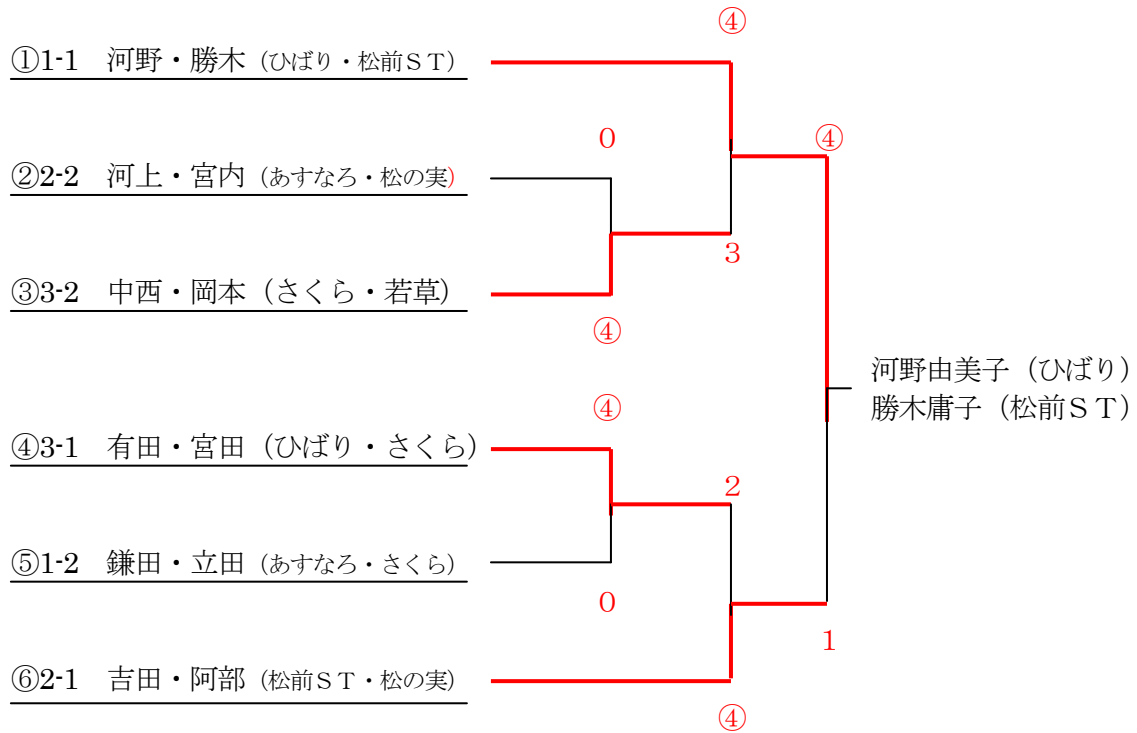 ④
①1-1 河野・勝木（ひばり・松前ＳＴ）
０
④
②2-2 河上・宮内（あすなろ・松の実）
３
③3-2 中西・岡本（さくら・若草）
④
河野由美子（ひばり）
勝木庸子（松前ＳＴ）
④
④3-1 有田・宮田（ひばり・さくら）
２
⑤1-2 鎌田・立田（あすなろ・さくら）
０
１
⑥2-1 吉田・阿部（松前ＳＴ・松の実）
④